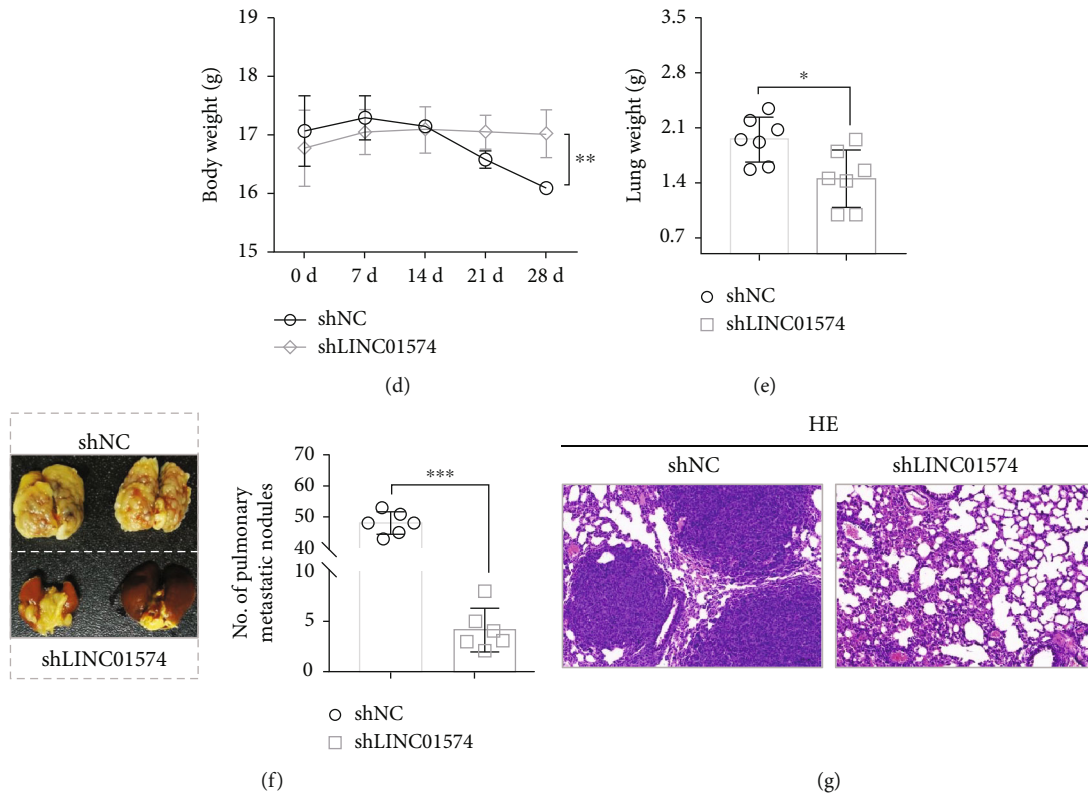 Body weight (g)
18
17
16
15
0 d
7 d
14 d
21 d
28 d
**
shNC
shLINC01574
(d)
Lung weight (g)
3.5
2.8
2.1
1.4
0.7
*
shNC
shLINC01574
(e)
shNC
shLINC01574
No. of pulmonary
metastatic nodules
70
60
50
40
10
5
0
***
shNC
shLINC01574
(f)
HE
shNC
shLINC01574
(g)